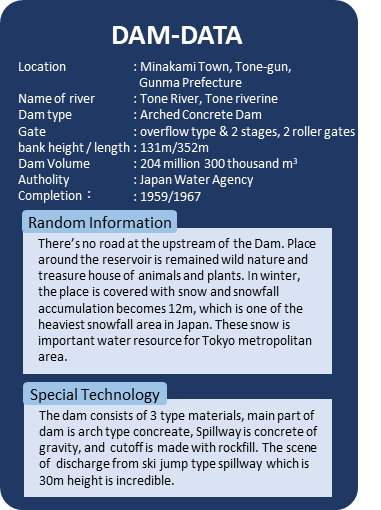 DAM-DATA
Location : Minakami Town, Tone-gun,
Gunma Prefecture
Name of river : Tone River, Tone riverine
Dam type : Arched Concrete Dam
Gate : overflow type & 2 stages, 2 roller gates
bank height / length : 131m/352m
Dam Volume : 204 million 300 thousand m³
Autholity : Japan Water Agency
Completion： : 1959/1967
Random Information
There's no road at the upstream of the Dam. Place
around the reservoir is remained wild nature and
treasure house of animals and plants. In winter,
the place is covered with snow and snowfall
accumulation becomes 12m, which is one of the
heaviest snowfall area in Japan. These snow is
important water resource for Tokyo metropolitan
area.
Special Technology
The dam consists of 3 type materials, main part of
dam is arch type concreate, Spillway is concrete of
gravity, and cutoff is made with rockfill. The scene
of discharge from ski jump type spillway which is
30m height is incredible.